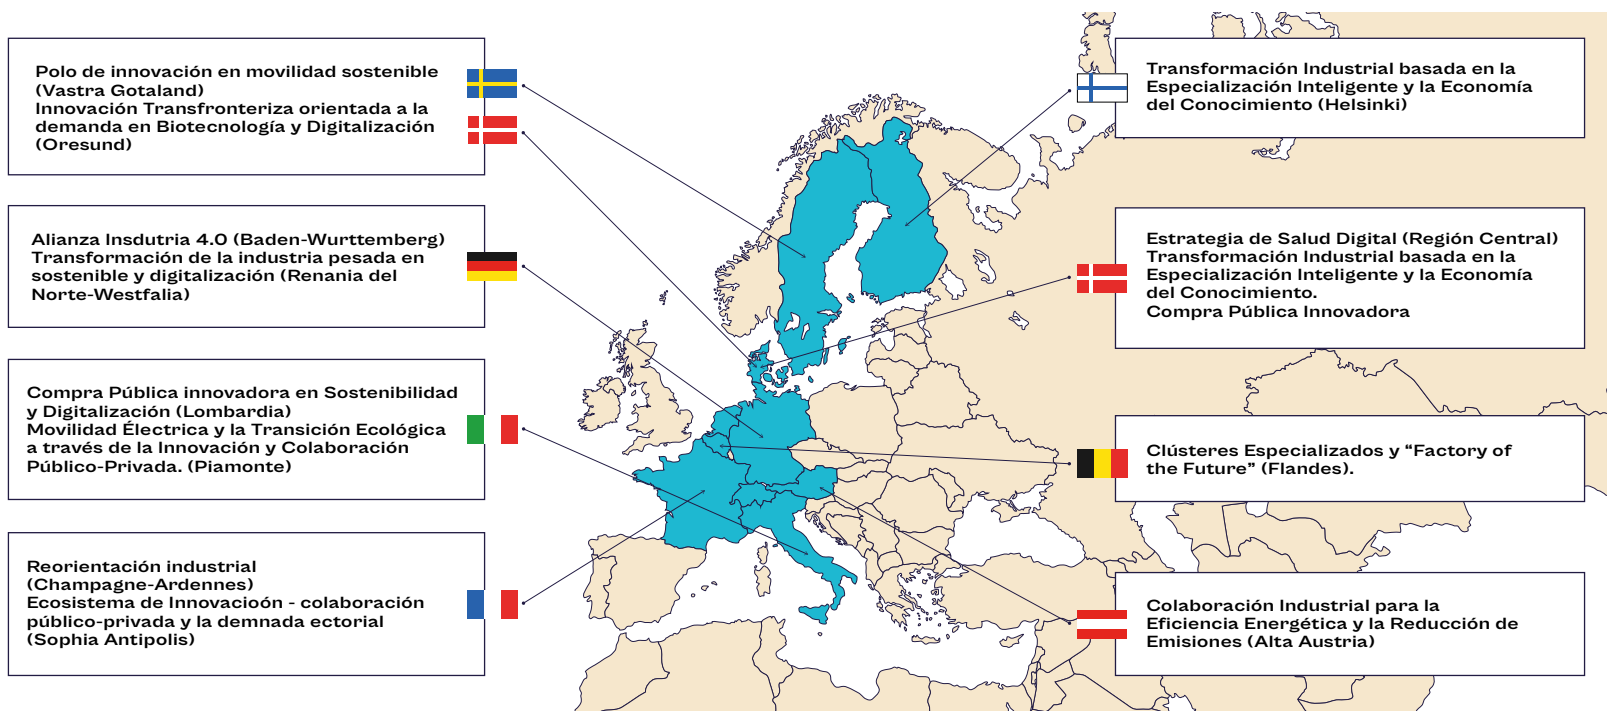 Polo de innovación en movilidad sostenible
(Vastra Gotaland)
Innovación Transfronteriza orientada a la
demanda en Biotecnología y Digitalización
(Oresund)
Alianza Insdutria 4.0 (Baden-Wurttemberg)
Transformación de la industria pesada en
sostenible y digitalización (Renania del
Norte-Westfalia)
Compra Pública innovadora en Sostenibilidad
y Digitalización (Lombardia)
Movilidad Électrica y la Transición Ecológica
a través de la Innovación y Colaboración
Público-Privada. (Piamonte)
Reorientación industrial
(Champagne-Ardennes)
Ecosistema de Innovacioón - colaboración
público-privada y la demnada ectorial
(Sophia Antipolis)
Transformación Industrial basada en la
Especialización Inteligente y la Economía
del Conocimiento (Helsinki)
Estrategia de Salud Digital (Región Central)
Transformación Industrial basada en la
Especialización Inteligente y la Economía
del Conocimiento.
Compra Pública Innovadora
Clústeres Especializados y “Factory of
the Future” (Flandes).
Colaboración Industrial para la
Eficiencia Energética y la Reducción de
Emisiones (Alta Austria)